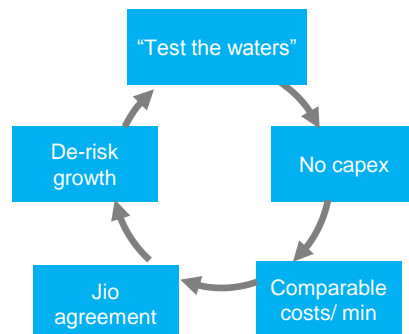 “Test the waters”
No capex
Comparable
costs/ min
Jio
agreement
De-risk
growth